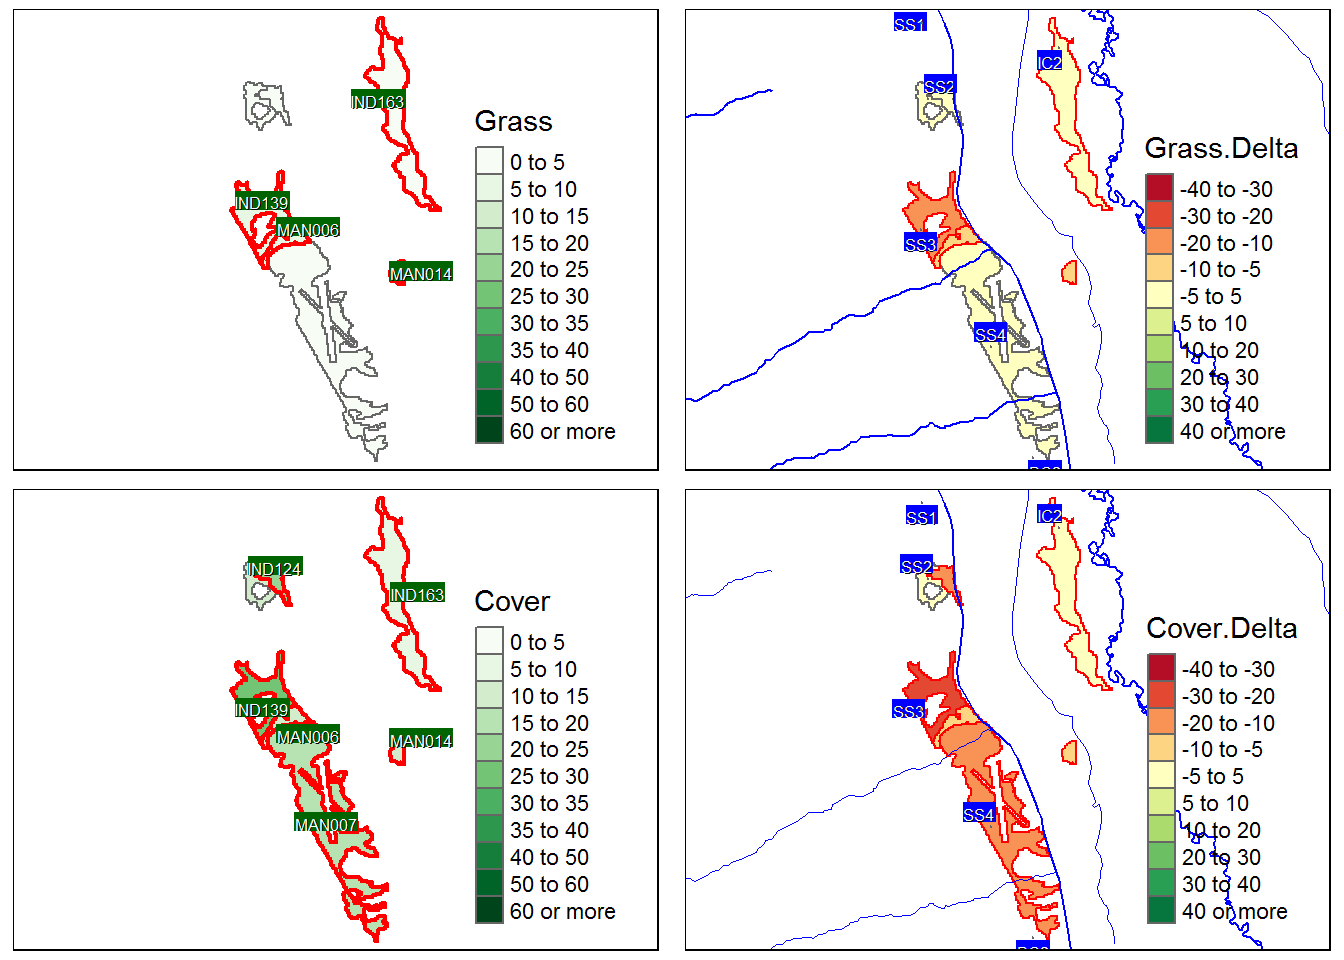 IND163
IND139
MAN006
MAN014
Grass
0 to 5
5 to 10
10 to 15
15 to 20
20 to 25
25 to 30
30 to 35
35 to 40
40 to 50
50 to 60
60 or more
SS1
IC2
SS2
SS3
SS4
Grass.Delta
-40 to -30
-30 to -20
-20 to -10
-10 to -5
-5 to 5
5 to 10
10 to 20
20 to 30
30 to 40
40 or more
IND124
IND163
IND139
MAN006
MAN014
MAN007
Cover
0 to 5
5 to 10
10 to 15
15 to 20
20 to 25
25 to 30
30 to 35
35 to 40
40 to 50
50 to 60
60 or more
SS1
IC2
SS2
SS3
SS4
Cover.Delta
-40 to -30
-30 to -20
-20 to -10
-10 to -5
-5 to 5
5 to 10
10 to 20
20 to 30
30 to 40
40 or more